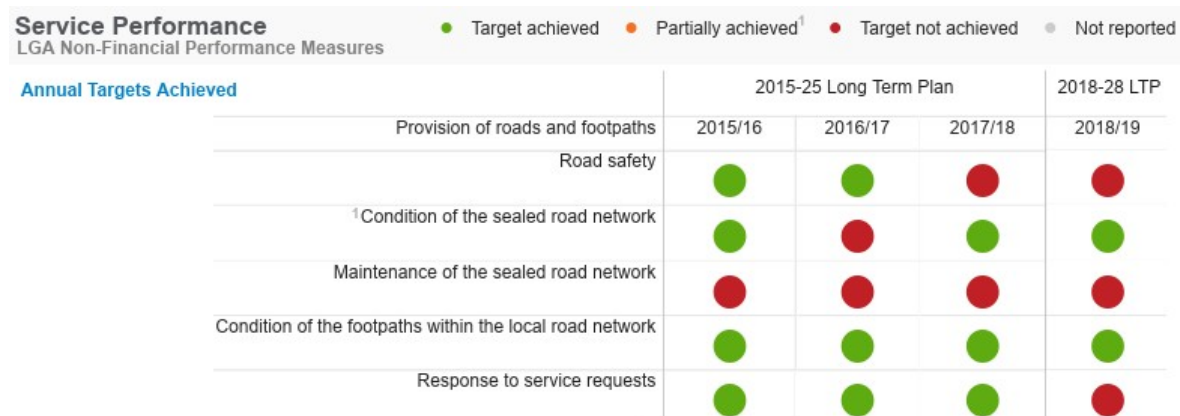 Service Performance
LGA Non-Financial Performance Measures
Target achieved Partially achieved1 Target not achieved Not reported
Annual Targets Achieved
2015-25 Long Term Plan 2018-28 LTP
Provision of roads and footpaths 2015/16 2016/17 2017/18 2018/19
Road safety
1Condition of the sealed road network
Maintenance of the sealed road network
Condition of the footpaths within the local road network
Response to service requests